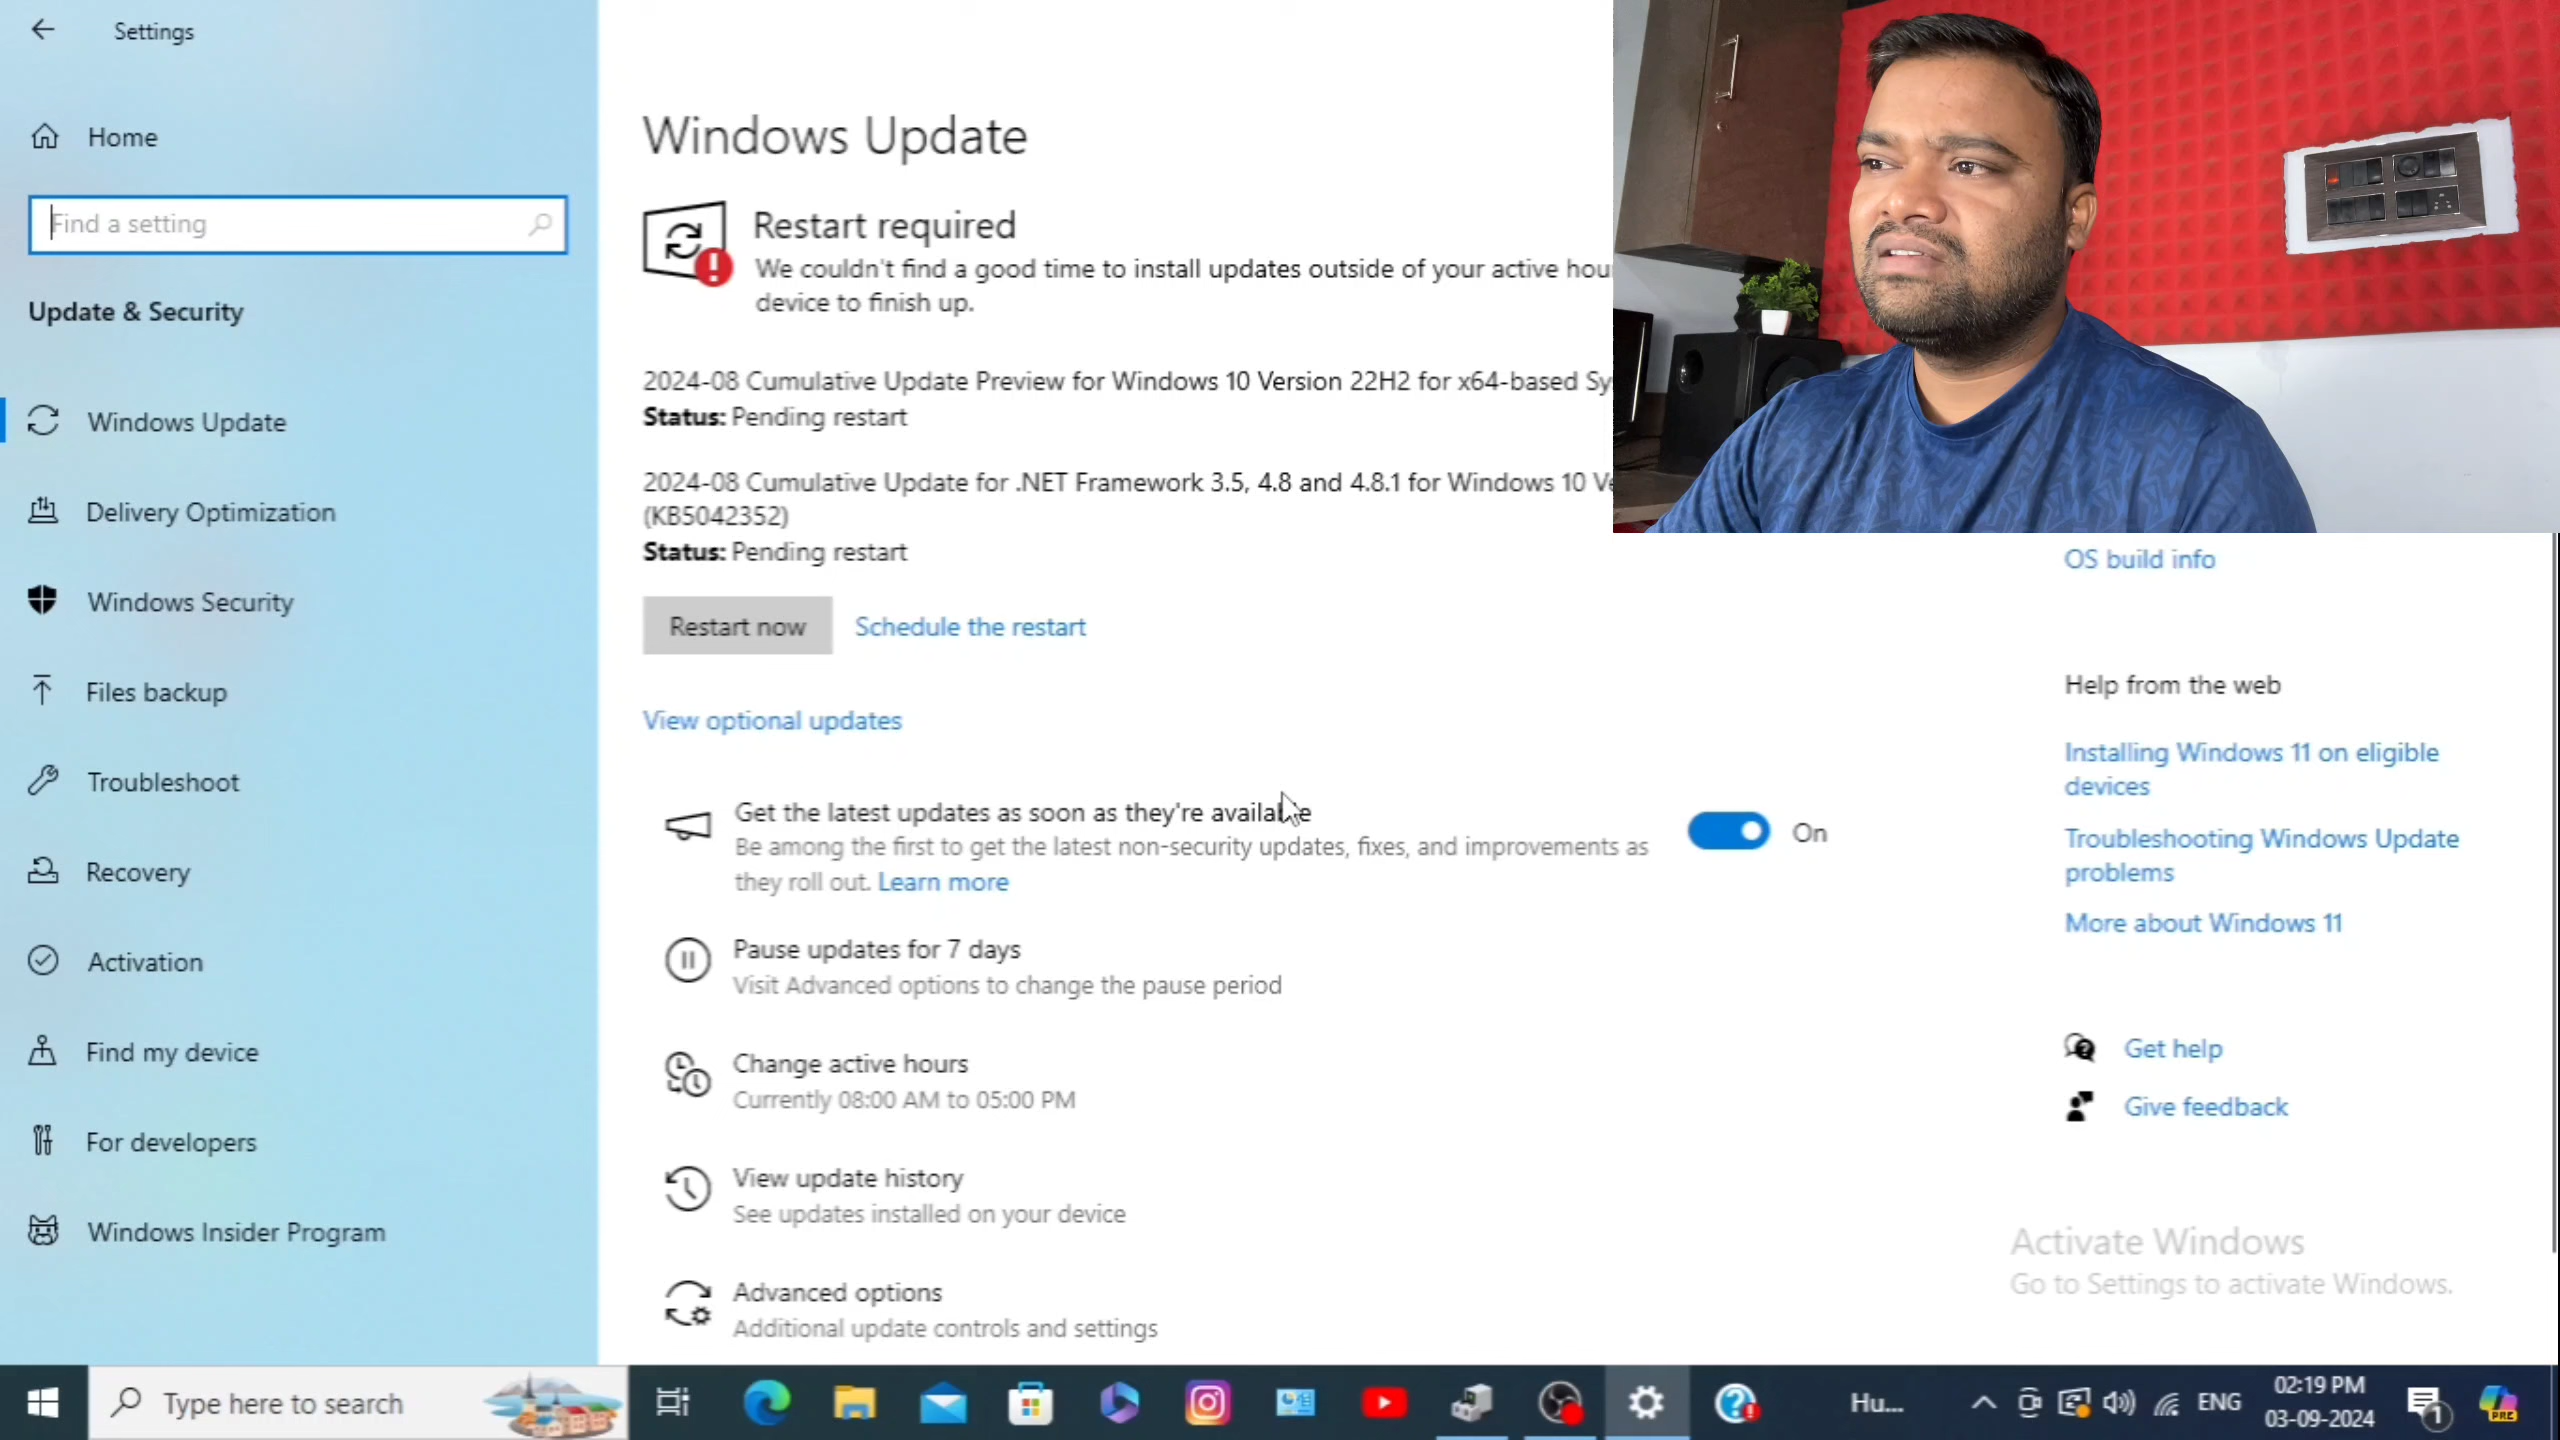 Settings
Home
Find a setting
Update & Security
Windows Update
Delivery Optimization
Windows Security
Files backup
Troubleshoot
Recovery
Activation
Find my device
For developers
Windows Insider Program
Windows Update
Restart required
We couldn't find a good time to install updates outside of your active
device to finish up.
2024-08 Cumulative Update Preview for Windows 10 Version 22H2 for x64-based
Status: Pending restart
2024-08 Cumulative Update for .NET Framework 3.5, 4.8 and 4.8.1 for Windows 10
(KB5042352)
Status: Pending restart
Restart now
Schedule the restart
View optional updates
Get the latest updates as soon as they're available
Be among the first to get the latest non-security updates, fixes, and improvements as
they roll out. Learn more
On
Pause updates for 7 days
Visit Advanced options to change the pause period
Change active hours
Currently 08:00 AM to 05:00 PM
View update history
See updates installed on your device
Advanced options
Additional update controls and settings
OS build info
Help from the web
Installing Windows 11 on eligible
devices
Troubleshooting Windows Update
problems
More about Windows 11
Get help
Give feedback
Activate Windows
Go to Settings to activate Windows.
Type here to search
Hu...
ENG
02:19 PM
03-09-2024
1
PRE